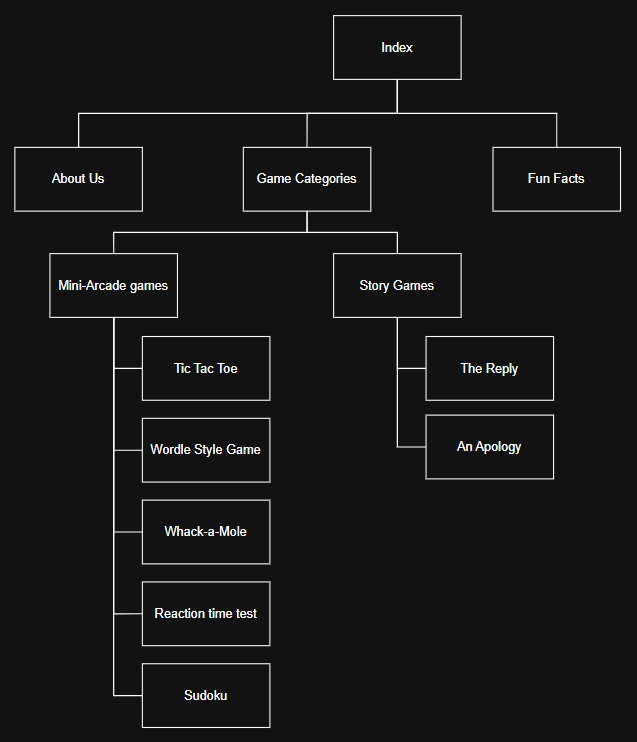 Index
About Us
Game Categories
Fun Facts
Mini-Arcade games
Story Games
Tic Tac Toe
The Reply
Wordle Style Game
An Apology
Whack-a-Mole
Reaction time test
Sudoku